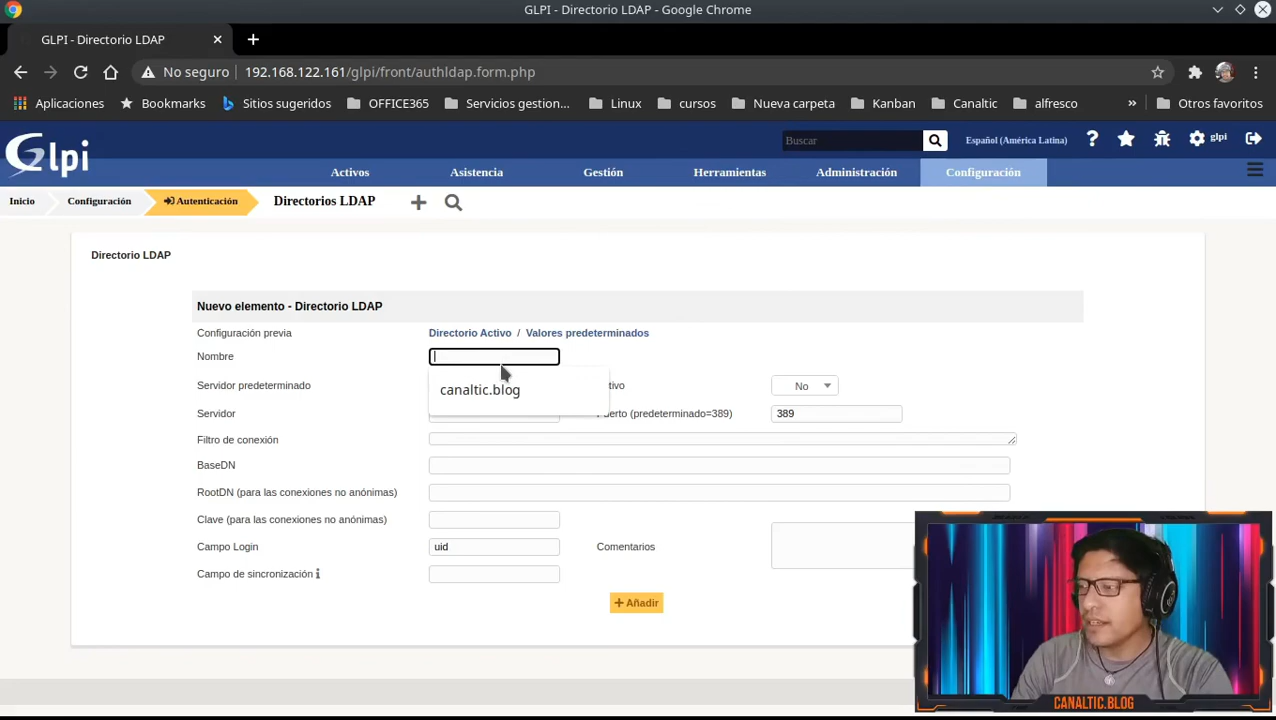 GLPI - Directorio LDAP - Google Chrome
GLPI - Directorio LDAP
No seguro 192.168.122.161/glpi/front/authldap.form.php
Aplicaciones Bookmarks Sitios sugeridos OFFICE365 Servicios gestion... Linux cursos Nueva carpeta Kanban Canaltic alfresco » Otros favoritos
Glpi Buscar Español (América Latina) ? glpi
Activos Asistencia Gestión Herramientas Administración Configuración
Inicio Configuración Autenticación Directorios LDAP
Directorio LDAP
Nuevo elemento - Directorio LDAP
Configuración previa Directorio Activo / Valores predeterminados
Nombre
canaltic.blog
Servidor predeterminado No
Servidor (predeterminado=389) 389
Filtro de conexión
BaseDN
RootDN (para las conexiones no anónimas)
Clave (para las conexiones no anónimas)
Campo Login uid Comentarios
Campo de sincronización
+ Añadir
CANALTIC.BLOG